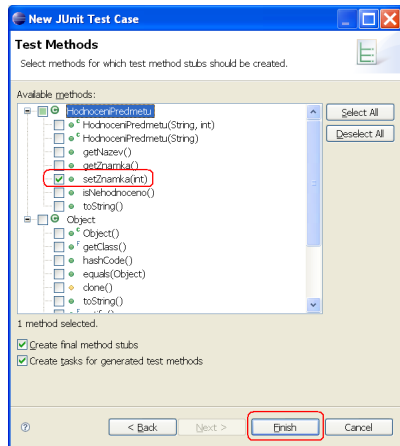 New JUnit Test Case
Test Methods
Select methods for which test method stubs should be created.
Available methods:
HodnoceniPredmetu
HodnoceniPredmetu(String, int)
HodnoceniPredmetu(String)
getNazev()
getZnamka()
setZnamka(int)
isNehodnoceno()
toString()
Object
Object()
getClass()
hashCode()
equals(Object)
clone()
toString()
Select All
Deselect All
1 method selected.
Create final method stubs
Create tasks for generated test methods
< Back Next > Finish Cancel